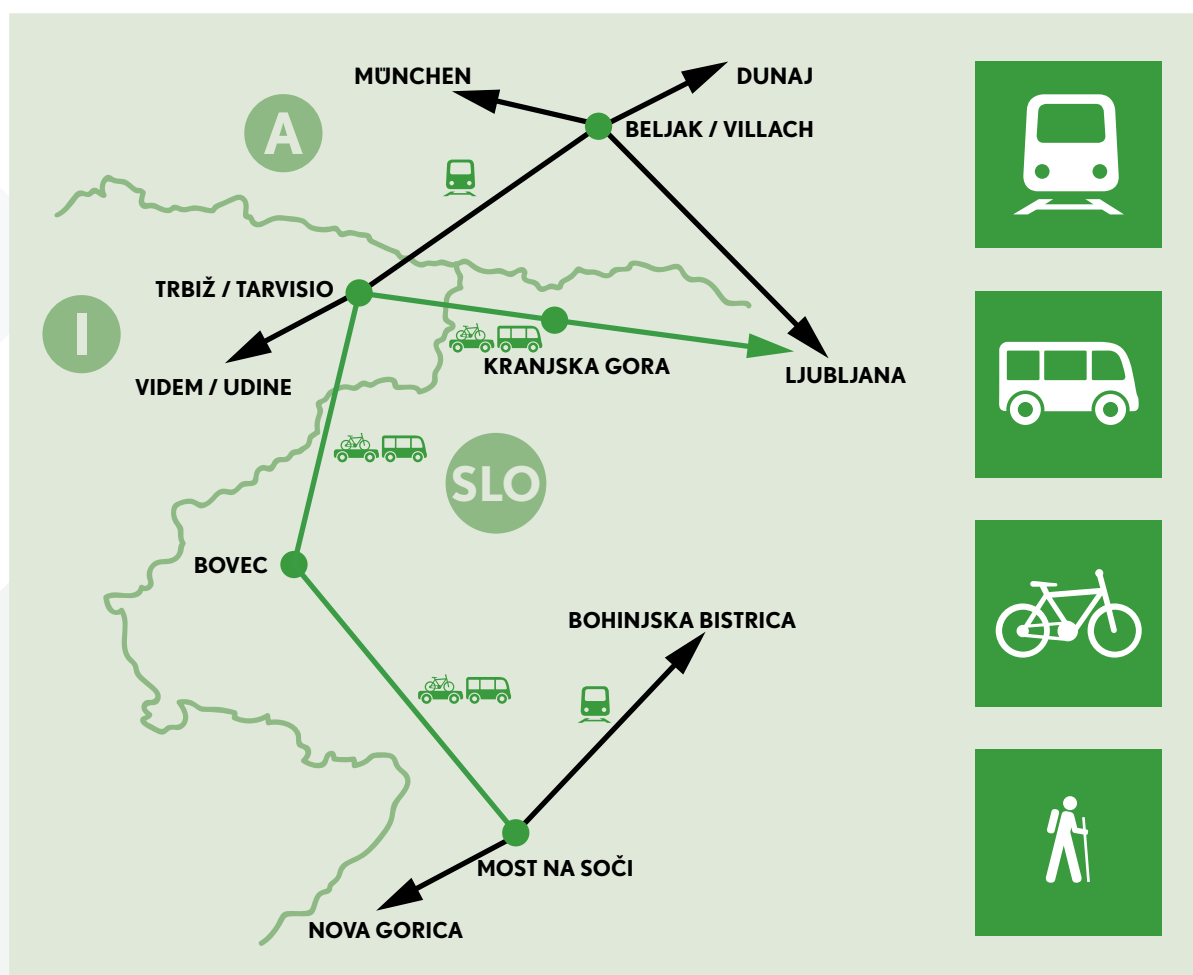 MÜNCHEN
DUNAJ
A
BELJAK / VILLACH
TRBIŽ / TARVISIO
I
KRANJSKA GORA
LJUBLJANA
VIDEM / UDINE
SLO
BOVEC
BOHINJSKA BISTRICA
MOST NA SOČI
NOVA GORICA